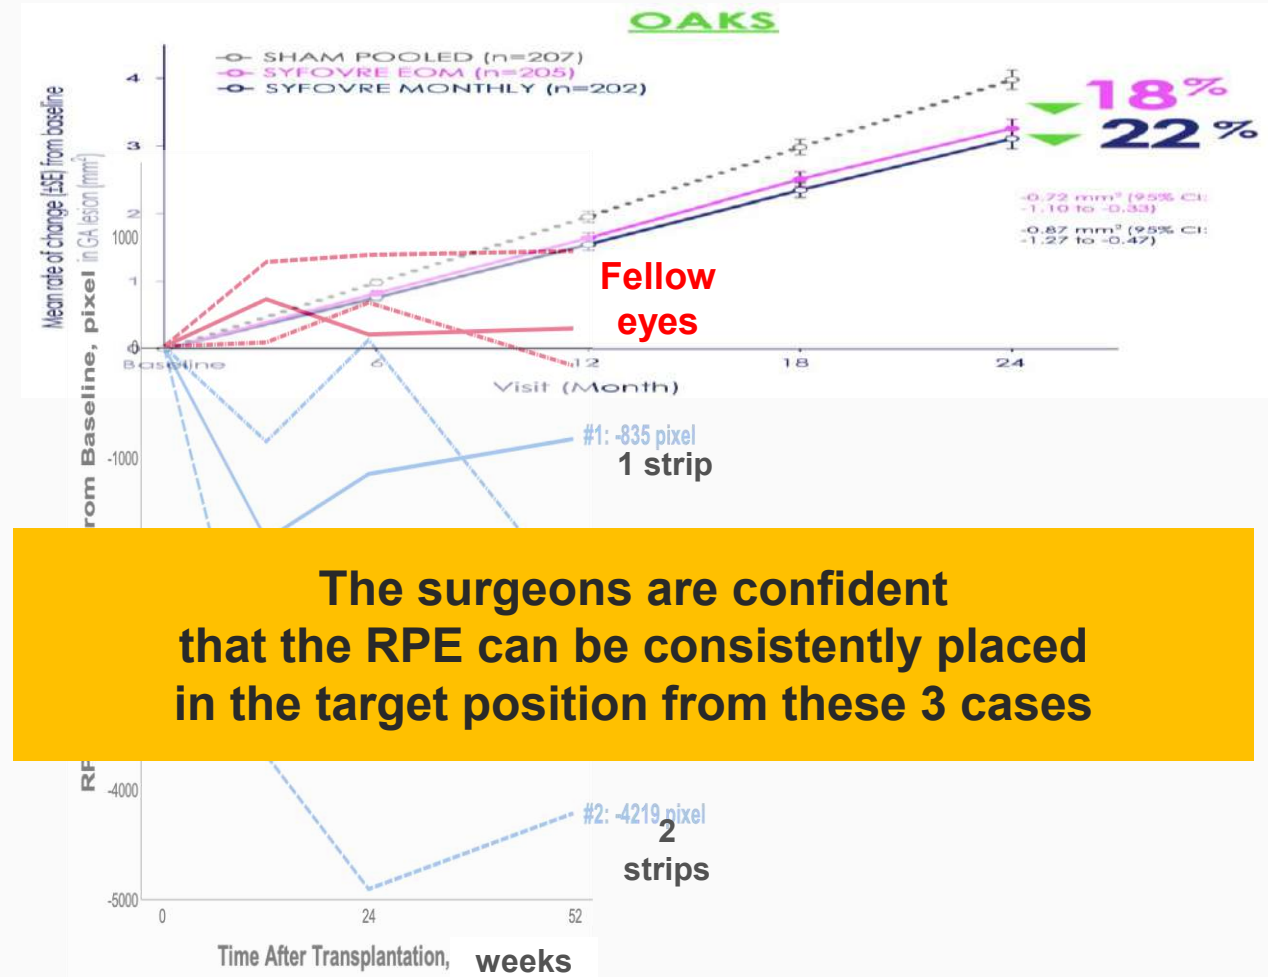 OAKS
SHAM POOLED (n=207)
SYFOVRE EOM (n=205)
SYFOVRE MONTHLY (n=202)
18%
22%
-0.72 mm² (95% CI:
-1.10 to -0.33)
-0.87 mm² (95% CI:
-1.27 to -0.47)
Mean rate of change (±SE) from baseline
in GA lesion (mm²)
4
3
2
1
0
Baseline
6
12
18
24
Visit (Month)
Fellow
eyes
rom Baseline, pixel
1000
0
-1000
-4000
-5000
#1: -835 pixel
1 strip
The surgeons are confident
that the RPE can be consistently placed
in the target position from these 3 cases
#2: -4219 pixel
2
strips
0
24
52
Time After Transplantation, weeks